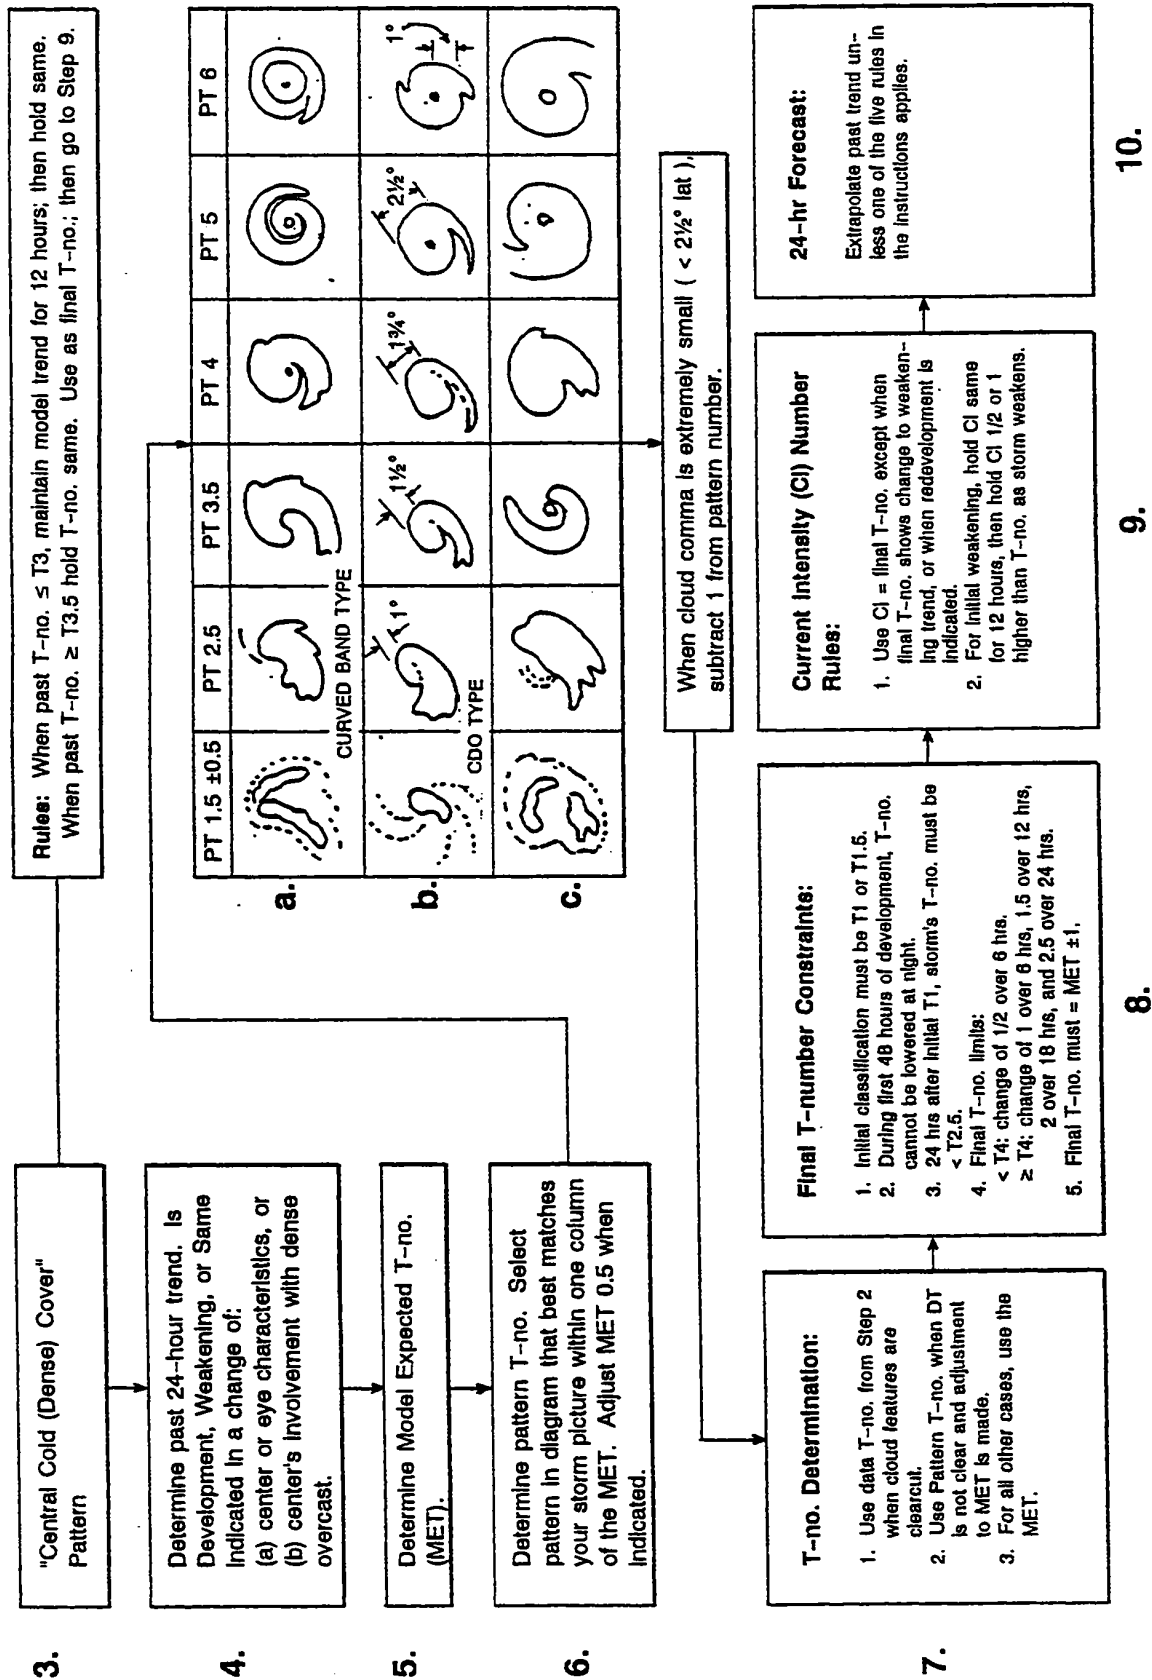 3.
"Central Cold (Dense) Cover"
Pattern
Rules: When past T-no. ≤ T3, maintain model trend for 12 hours; then hold same.
When past T-no. ≥ T3.5 hold T-no. same. Use as final T-no.; then go to Step 9.
4.
Determine past 24-hour trend. Is
Development, Weakening, or Same
indicated in a change of:
(a) center or eye characteristics, or
(b) center's involvement with dense
overcast.
5.
Determine Model Expected T-no.
(MET).
6.
Determine pattern T-no. Select
pattern in diagram that best matches
your storm picture within one column
of the MET. Adjust MET 0.5 when
indicated.
PT 1.5 ±0.5
PT 2.5
PT 3.5
PT 4
PT 5
PT 6
a.
CURVED BAND TYPE
b.
1°
1½°
1¾°
2½°
1°
CDO TYPE
c.
When cloud comma is extremely small ( < 2½° lat ),
subtract 1 from pattern number.
7.
T-no. Determination:
1. Use data T-no. from Step 2
when cloud features are
clearcut.
2. Use Pattern T-no. when DT
is not clear and adjustment
to MET is made.
3. For all other cases, use the
MET.
Final T-number Constraints:
1. Initial classification must be T1 or T1.5.
2. During first 48 hours of development, T-no.
cannot be lowered at night.
3. 24 hrs after initial T1, storm's T-no. must be
< T2.5.
4. Final T-no. limits:
< T4: change of 1/2 over 6 hrs.
≥ T4: change of 1 over 6 hrs, 1.5 over 12 hrs,
2 over 18 hrs, and 2.5 over 24 hrs.
5. Final T-no. must = MET ±1.
8.
Current Intensity (CI) Number
Rules:
1. Use CI = final T-no. except when
final T-no. shows change to weaken-
ing trend, or when redevelopment is
indicated.
2. For initial weakening, hold CI same
for 12 hours, then hold CI 1/2 or 1
higher than T-no. as storm weakens.
9.
24-hr Forecast:
Extrapolate past trend un-
less one of the five rules in
the instructions applies.
10.